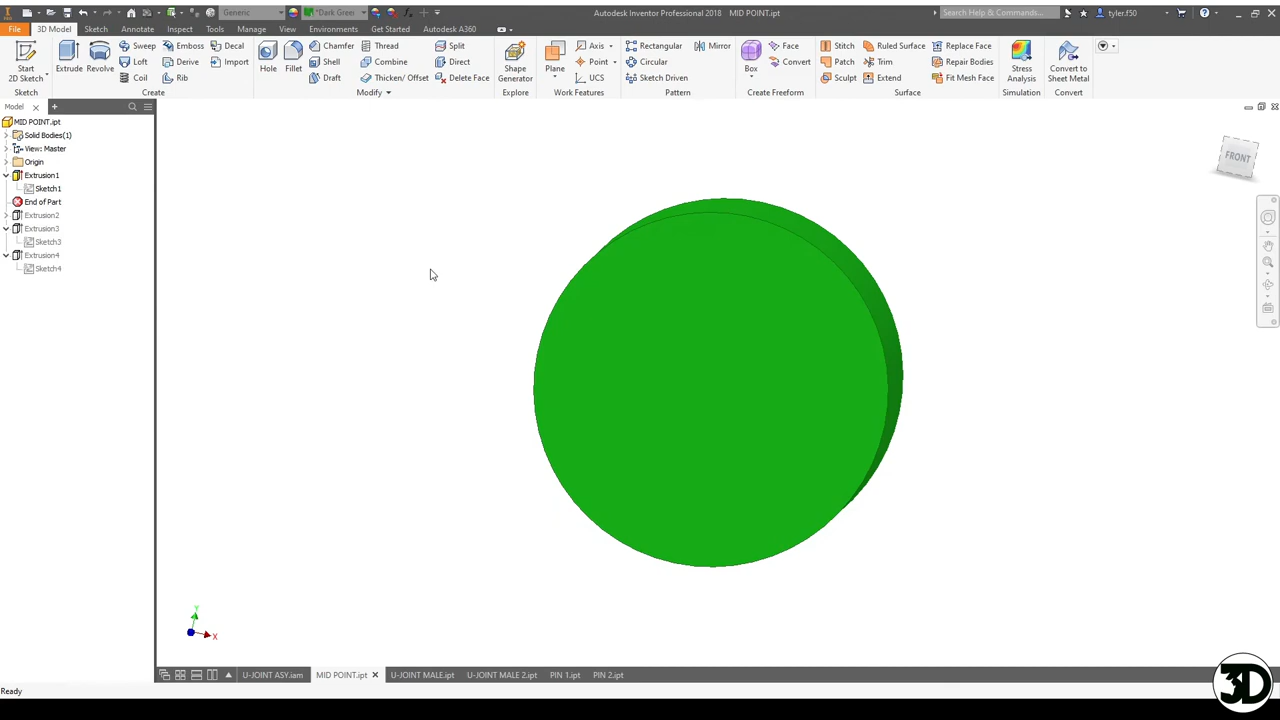 Generic
*Dark Greei
Autodesk Inventor Professional 2018 MID POINT.ipt
Search Help & Commands...
tyler.f50
File 3D Model Sketch Annotate Inspect Tools Manage View Environments Get Started Autodesk A360
Start
2D Sketch
Extrude
Revolve
Sweep
Loft
Coil
Emboss
Derive
Rib
Decal
Import
Hole
Fillet
Chamfer
Shell
Draft
Thread
Combine
Thicken/ Offset
Split
Direct
Delete Face
Shape
Generator
Plane
Axis
Point
UCS
Rectangular
Circular
Sketch Driven
Mirror
Box
Face
Convert
Stitch
Patch
Sculpt
Ruled Surface
Trim
Extend
Replace Face
Repair Bodies
Fit Mesh Face
Stress
Analysis
Convert to
Sheet Metal
Sketch Create Modify Explore Work Features Pattern Create Freeform Surface Simulation Convert
Model
MID POINT.ipt
Solid Bodies(1)
View: Master
Origin
Extrusion1
Sketch1
End of Part
Extrusion2
Extrusion3
Sketch3
Extrusion4
Sketch4
FRONT
Y
X
U-JOINT ASY.iam MID POINT.ipt U-JOINT MALE.ipt U-JOINT MALE 2.ipt PIN 1.ipt PIN 2.ipt
Ready
3D